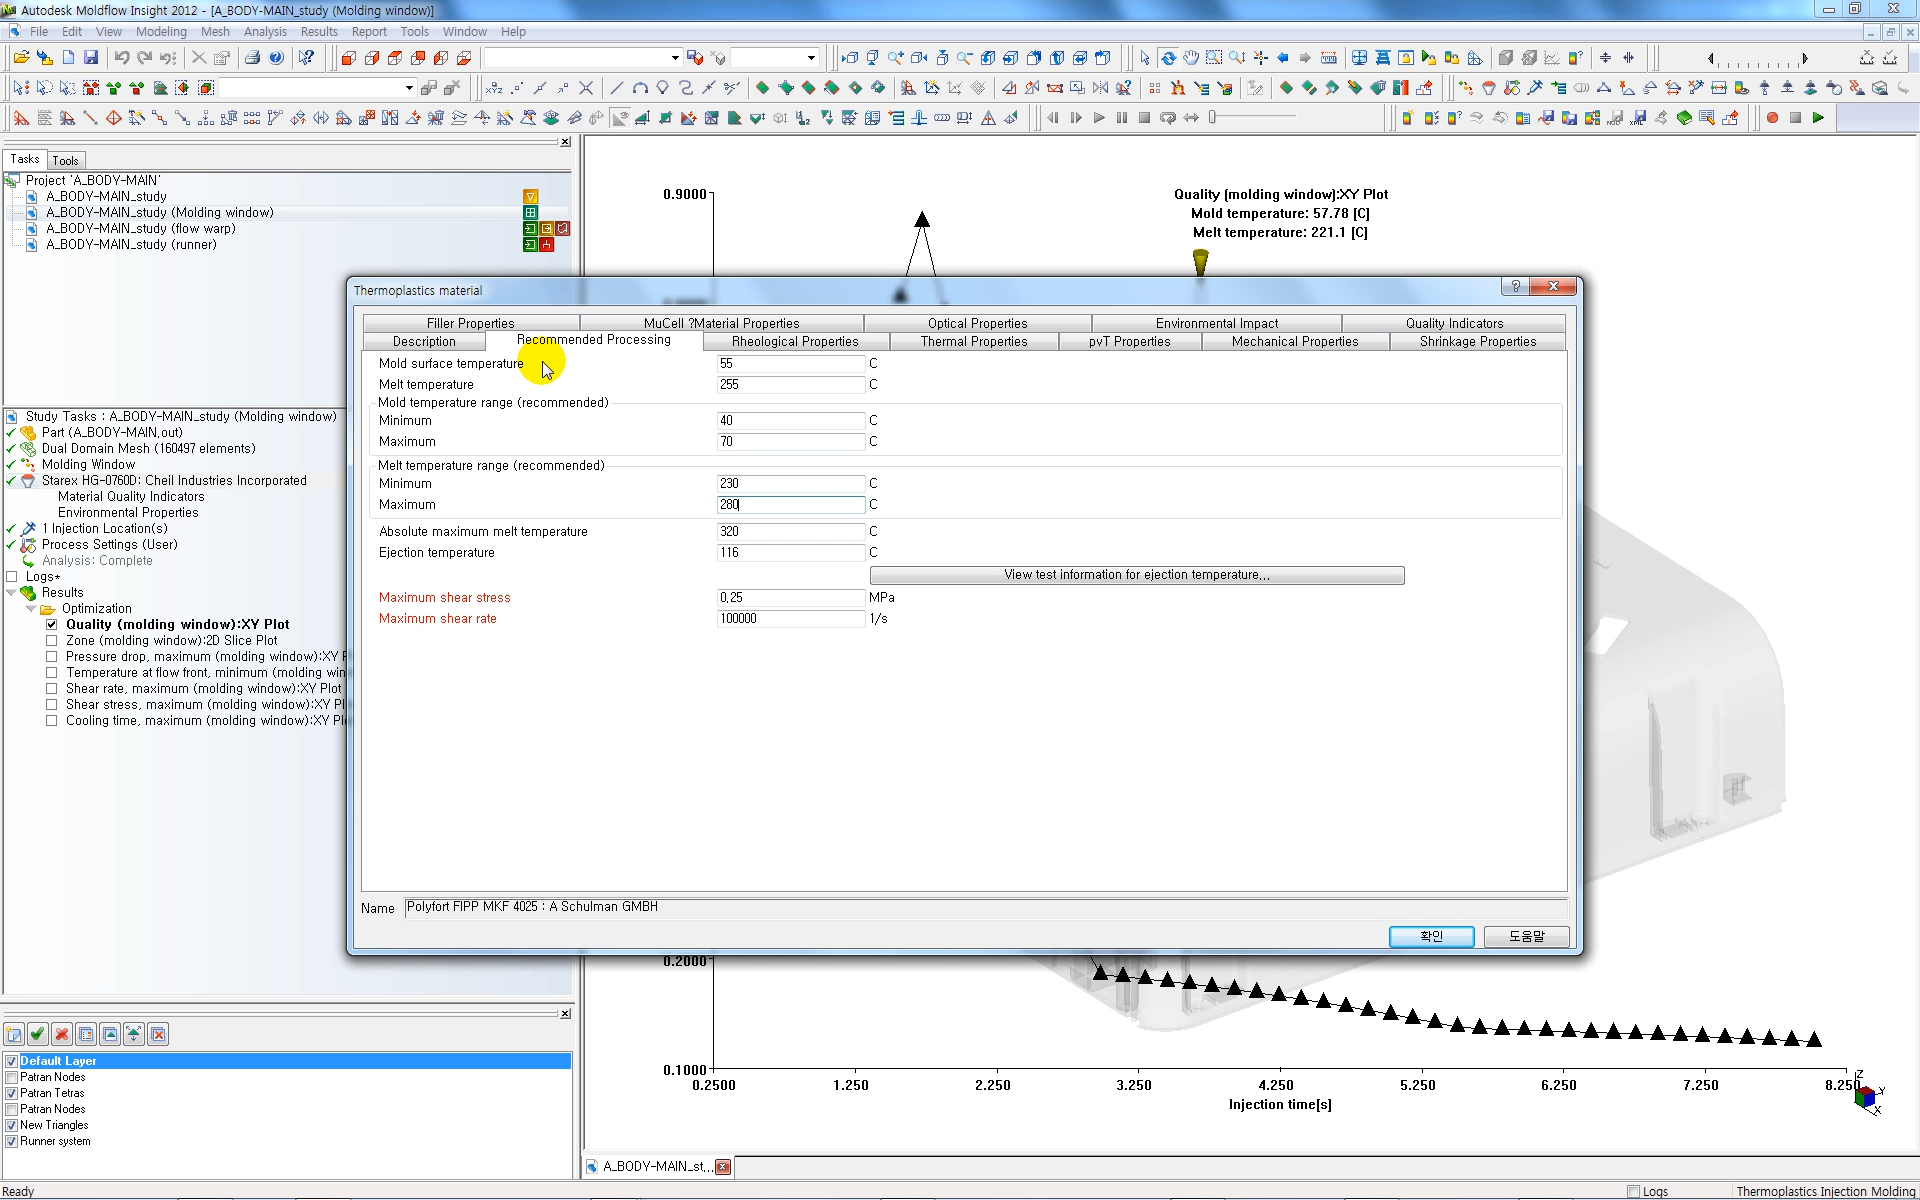 Autodesk Moldflow Insight 2012 - [A_BODY-MAIN_study (Molding window)]
File Edit View Modeling Mesh Analysis Results Report Tools Window Help
Tasks Tools
Project 'A_BODY-MAIN'
A_BODY-MAIN_study
A_BODY-MAIN_study (Molding window)
A_BODY-MAIN_study (flow warp)
A_BODY-MAIN_study (runner)
Study Tasks : A_BODY-MAIN_study (Molding window)
Part (A_BODY-MAIN.out)
Dual Domain Mesh (160497 elements)
Molding Window
Starex HG-0760D: Cheil Industries Incorporated
Material Quality Indicators
Environmental Properties
1 Injection Location(s)
Process Settings (User)
Analysis: Complete
Logs*
Results
Optimization
Quality (molding window):XY Plot
Zone (molding window):2D Slice Plot
Pressure drop, maximum (molding window):XY P
Temperature at flow front, minimum (molding win
Shear rate, maximum (molding window):XY Plot
Shear stress, maximum (molding window):XY Pl
Cooling time, maximum (molding window):XY Pl
Default Layer
Patran Nodes
Patran Tetras
Patran Nodes
New Triangles
Runner system
Quality (molding window):XY Plot
Mold temperature: 57.78 [C]
Melt temperature: 221.1 [C]
0.9000
Thermoplastics material
Filler Properties MuCell ?Material Properties Optical Properties Environmental Impact Quality Indicators
Description Recommended Processing Rheological Properties Thermal Properties pvT Properties Mechanical Properties Shrinkage Properties
Mold surface temperature 55 C
Melt temperature 255 C
Mold temperature range (recommended)
Minimum 40 C
Maximum 70 C
Melt temperature range (recommended)
Minimum 230 C
Maximum 280 C
Absolute maximum melt temperature 320 C
Ejection temperature 116 C
View test information for ejection temperature...
Maximum shear stress 0.25 MPa
Maximum shear rate 100000 1/s
Name Polyfort FIPP MKF 4025 : A Schulman GMBH
확인 도움말
0.2000
0.1000
0.2500 1.250 2.250 3.250 4.250 5.250 6.250 7.250 8.250
Injection time[s]
Z
Y
X
A_BODY-MAIN_st...
Ready
Logs Thermoplastics Injection Molding